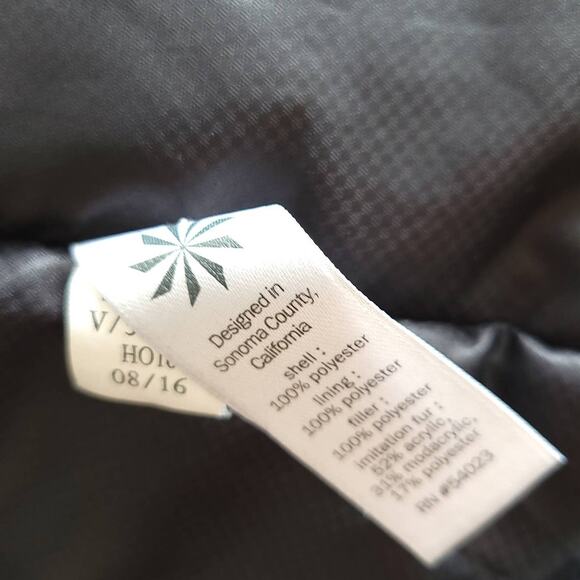 Designed in
Sonoma County,
California
shell :
100% polyester
lining :
100% polyester
filler :
100% polyester
imitation fur :
52% acrylic,
31% modacrylic,
17% polyester
RN #54023
08/16